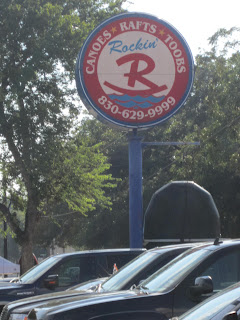 CANOES ★ RAFTS ★ TOOBS
Rockin'
R
830-629-9999